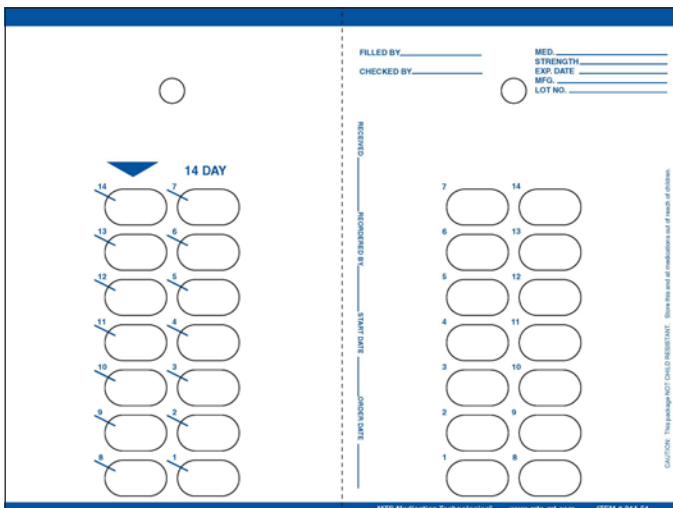 FILLED BY
CHECKED BY
MED.
STRENGTH
EXP. DATE
MFG.
LOT NO.
14 DAY
14 7
13 6
12 5
11 4
10 3
9 2
8 1
RECEIVED
REORDERED BY
START DATE
ORDER DATE
7 14
6 13
5 12
4 11
3 10
2 9
1 8
CAUTION: This package NOT CHILD RESISTANT. Store this and all medications out of reach of children.